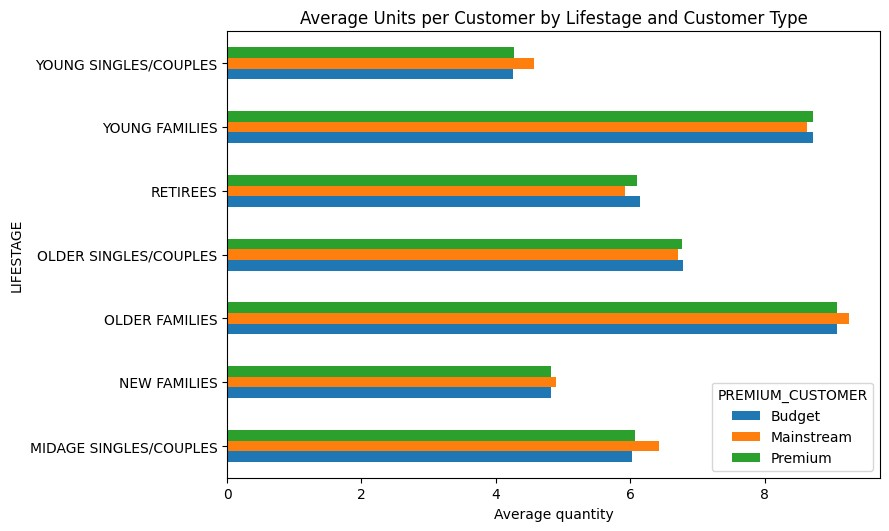 Average Units per Customer by Lifestage and Customer Type
LIFESTAGE
YOUNG SINGLES/COUPLES
YOUNG FAMILIES
RETIREES
OLDER SINGLES/COUPLES
OLDER FAMILIES
NEW FAMILIES
MIDAGE SINGLES/COUPLES
PREMIUM_CUSTOMER
Budget
Mainstream
Premium
0 2 4 6 8
Average quantity